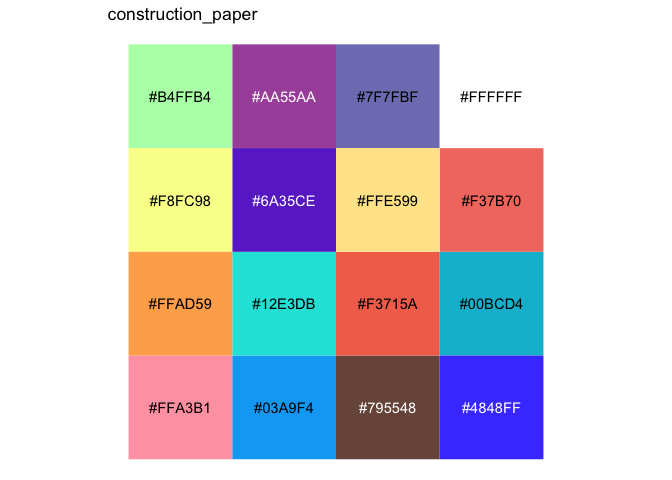 construction_paper
#B4FFB4 #AA55AA #7F7FBF #FFFFFF
#F8FC98 #6A35CE #FFE599 #F37B70
#FFAD59 #12E3DB #F3715A #00BCD4
#FFA3B1 #03A9F4 #795548 #4848FF